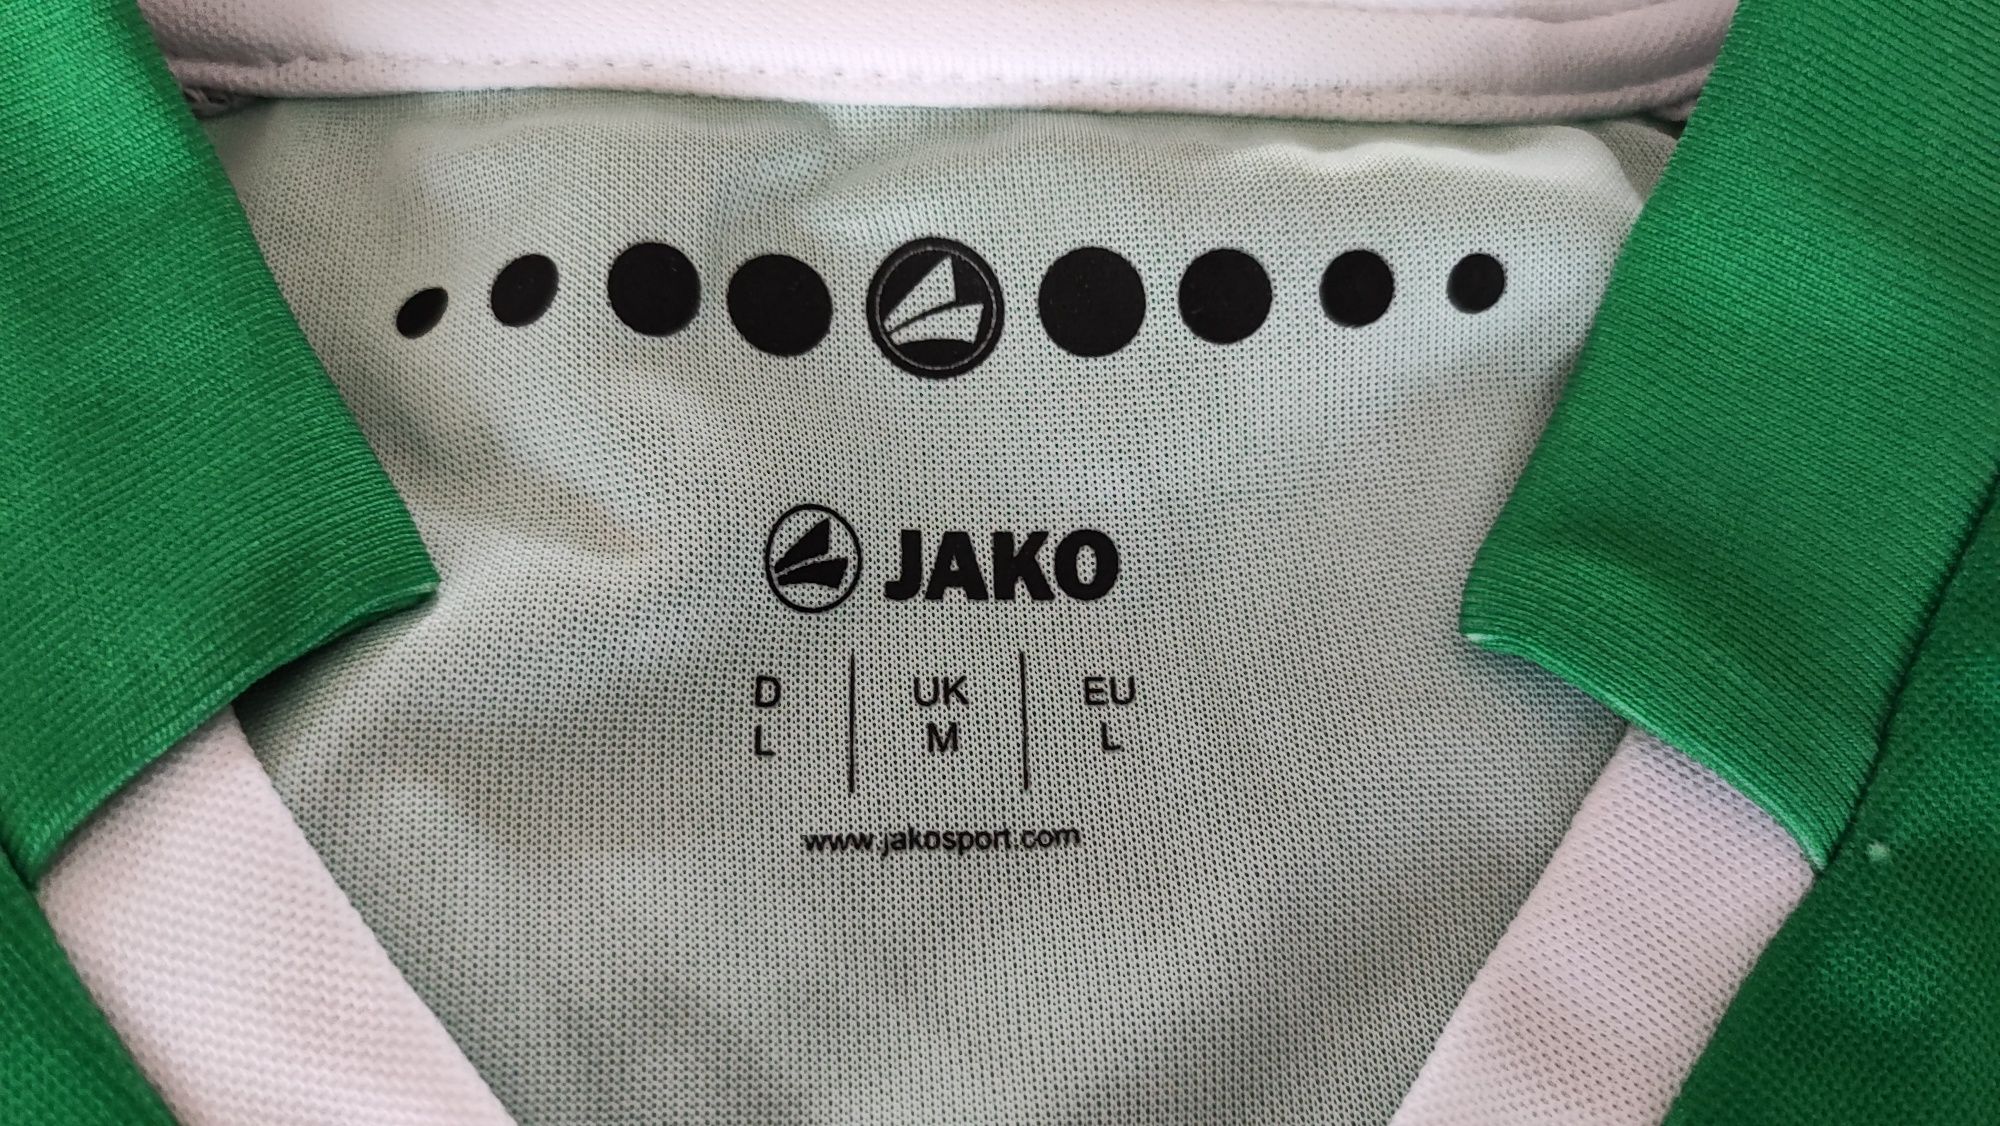 JAKO
D | UK | EU
L | M | L
www.jakosport.com